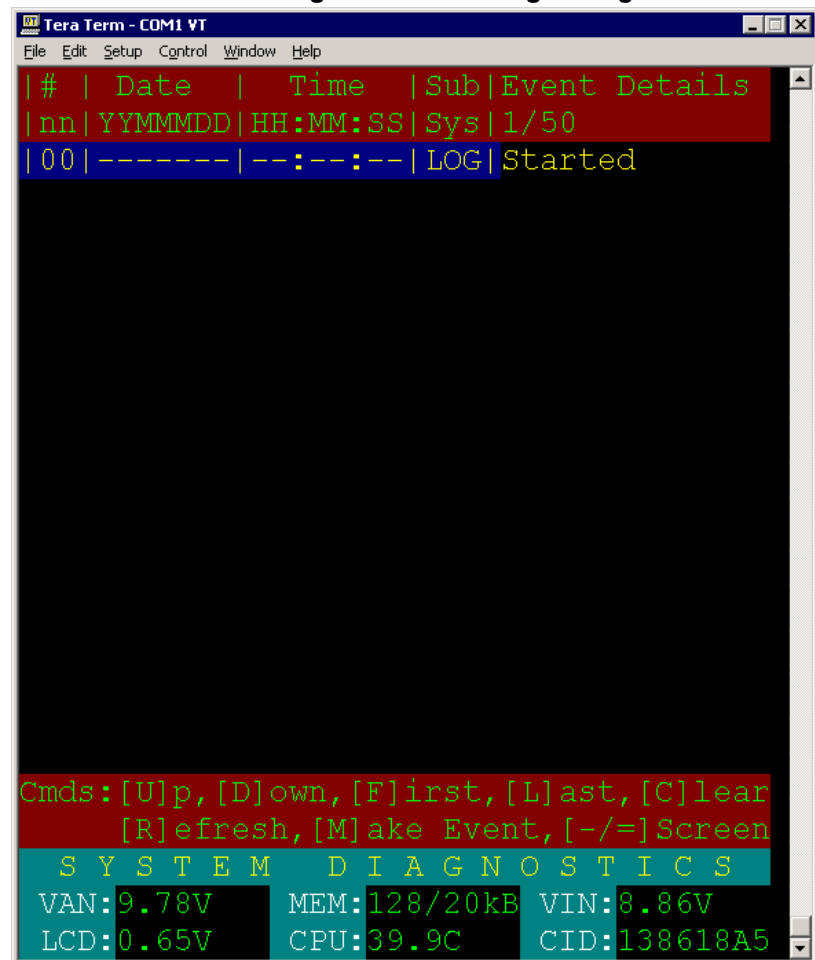 Tera Term - COM1 VT
File Edit Setup Control Window Help
|# | Date | Time |Sub|Event Details
|nn|YYMMMDD|HH:MM:SS|Sys|1/50
|00|-------|--:--:--|LOG|Started
Cmds:[U]p,[D]own,[F]irst,[L]ast,[C]lear
[R]efresh,[M]ake Event,[-/=]Screen
S Y S T E M D I A G N O S T I C S
VAN:9.78V MEM:128/20kB VIN:8.86V
LCD:0.65V CPU:39.9C CID:138618A5